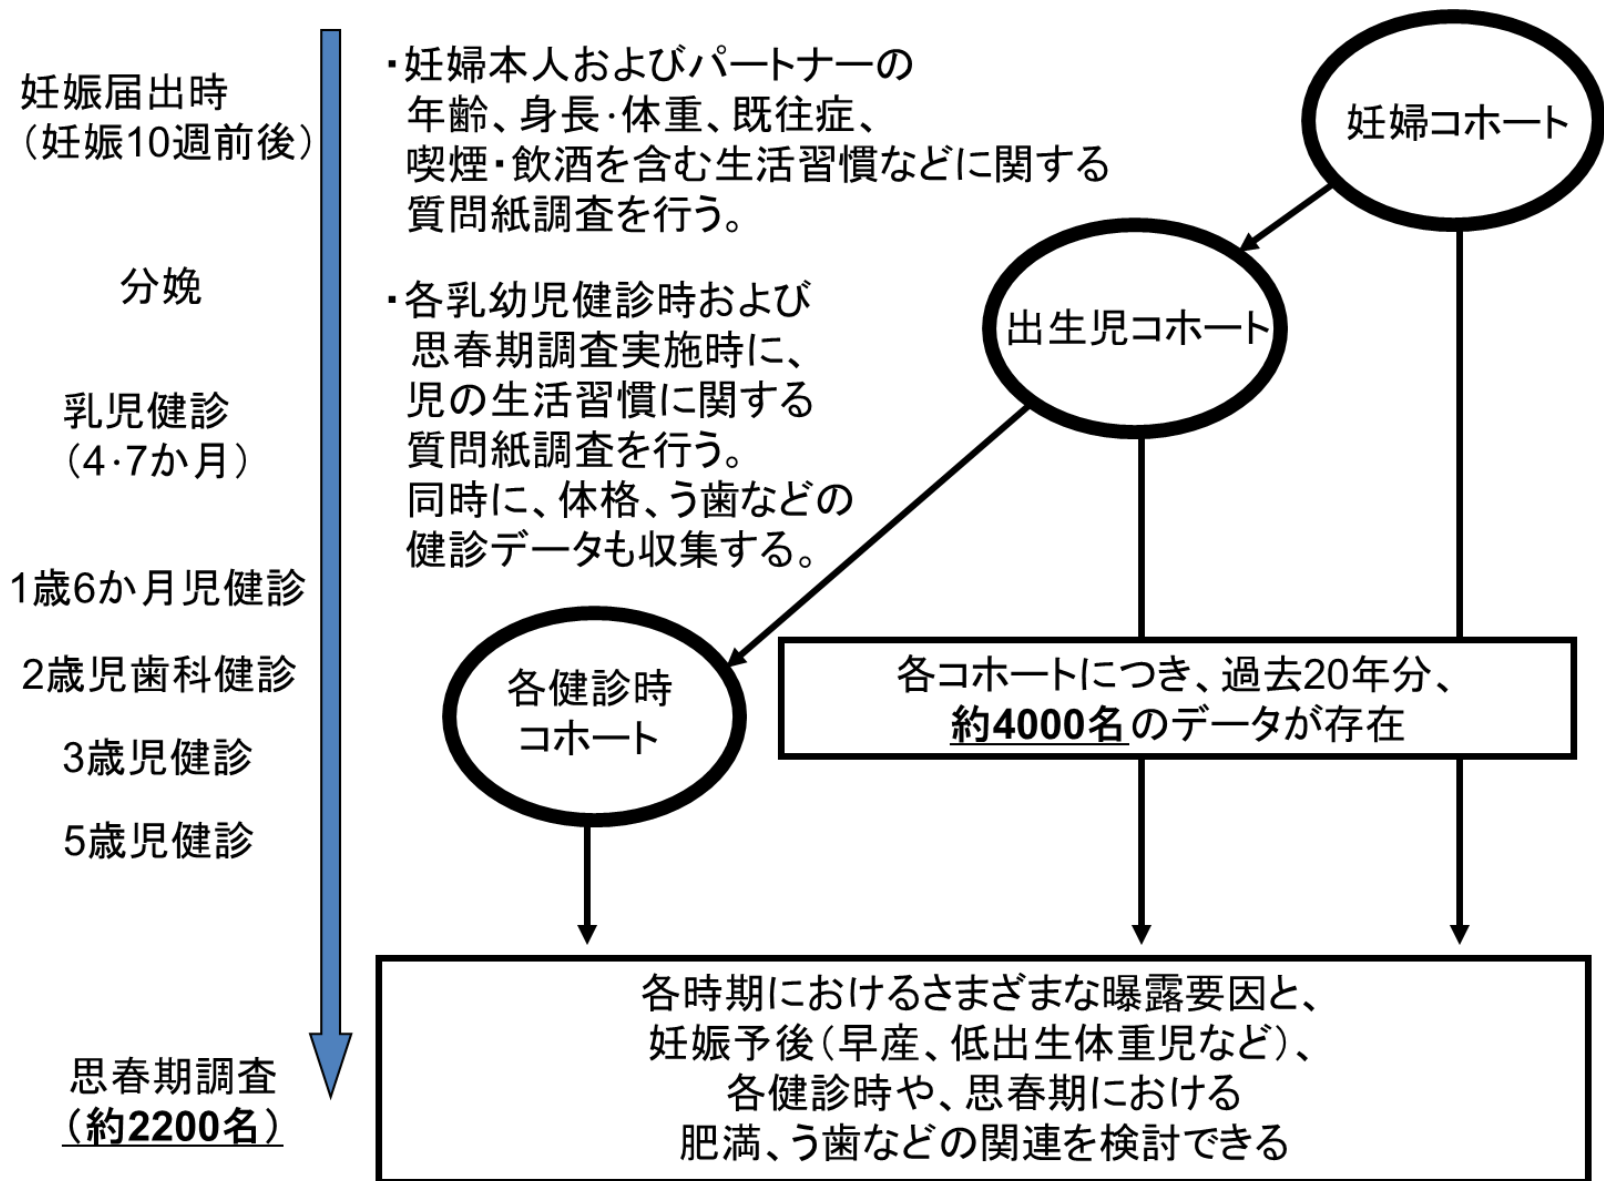 妊娠届出時
（妊娠10週前後）
分娩
乳児健診
（4･7か月）
1歳6か月児健診
2歳児歯科健診
3歳児健診
5歳児健診
思春期調査
（約2200名）
・妊婦本人およびパートナーの
年齢、身長･体重、既往症、
喫煙・飲酒を含む生活習慣などに関する
質問紙調査を行う。
・各乳幼児健診時および
思春期調査実施時に、
児の生活習慣に関する
質問紙調査を行う。
同時に、体格、う歯などの
健診データも収集する。
妊婦コホート
出生児コホート
各健診時
コホート
各コホートにつき、過去20年分、
約4000名のデータが存在
各時期におけるさまざまな曝露要因と、
妊娠予後（早産、低出生体重児など）、
各健診時や、思春期における
肥満、う歯などの関連を検討できる